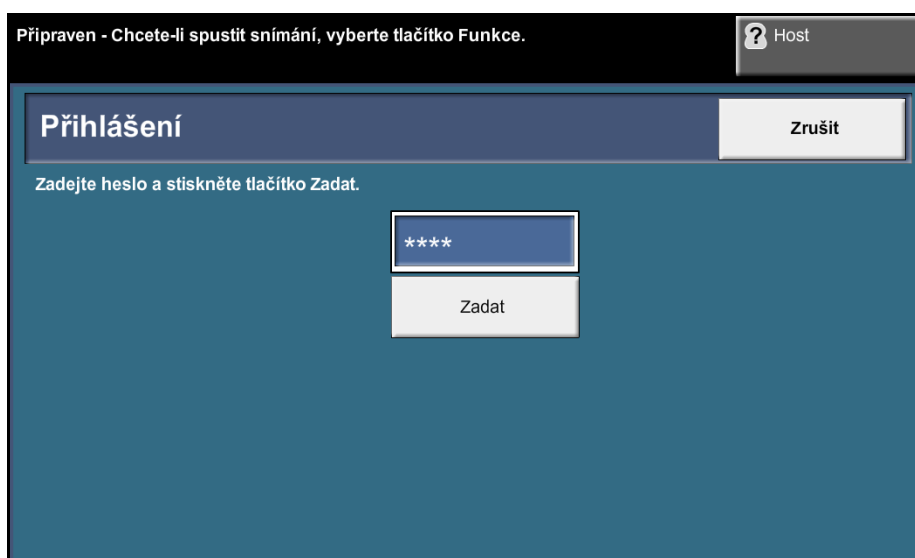 Připraven - Chcete-li spustit snímání, vyberte tlačítko Funkce.
Host
Přihlášení
Zrušit
Zadejte heslo a stiskněte tlačítko Zadat.
****
Zadat